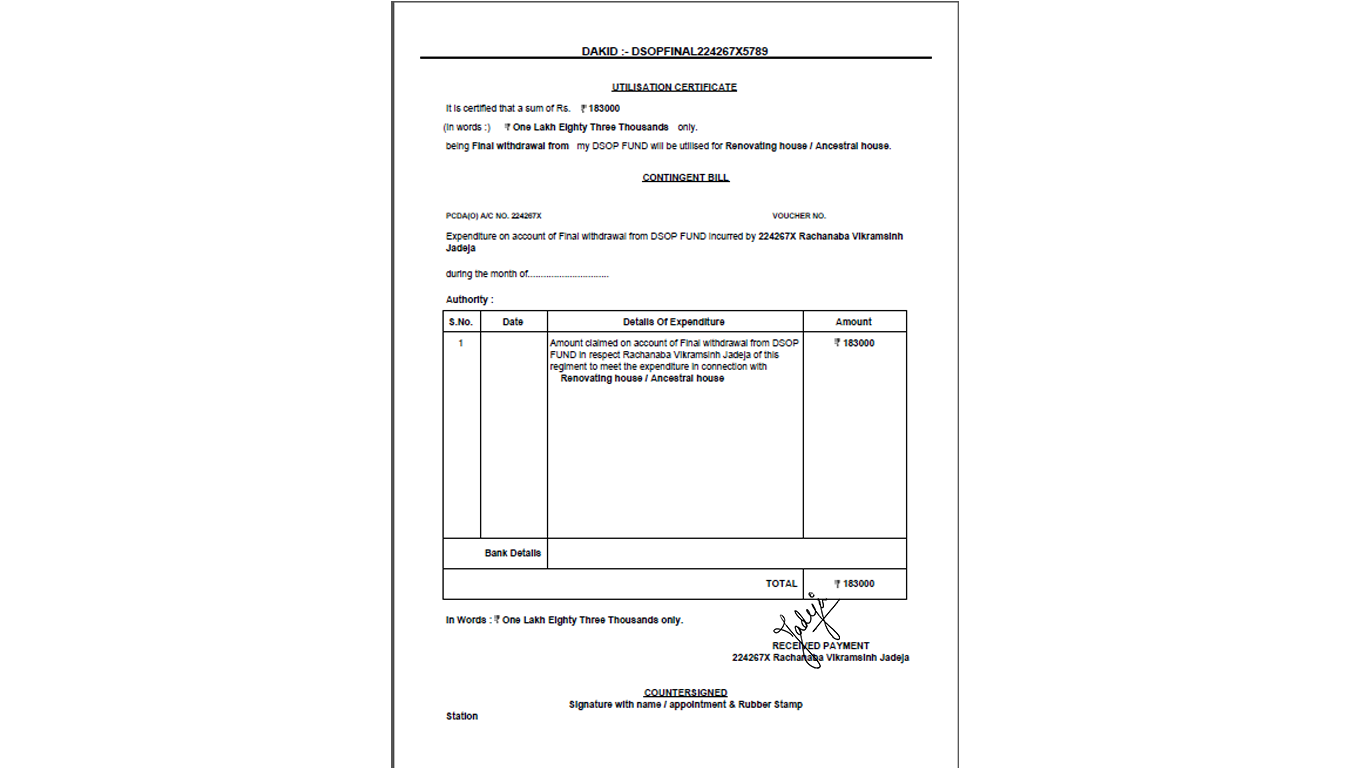 DAKID :- DSOPFINAL224267X5789
UTILISATION CERTIFICATE
It is certified that a sum of Rs. ₹ 183000
(In words :) ₹ One Lakh Eighty Three Thousands only.
being Final withdrawal from my DSOP FUND will be utilised for Renovating house / Ancestral house.
CONTINGENT BILL
PCDA(O) A/C NO. 224267X VOUCHER NO.
Expenditure on account of Final withdrawal from DSOP FUND incurred by 224267X Rachanaba Vikramsinh
Jadeja
during the month of...............................
Authority :
S.No. Date Details Of Expenditure Amount
1 Amount claimed on account of Final withdrawal from DSOP ₹ 183000
FUND in respect Rachanaba Vikramsinh Jadeja of this
regiment to meet the expenditure in connection with
Renovating house / Ancestral house
Bank Details
TOTAL ₹ 183000
In Words : ₹ One Lakh Eighty Three Thousands only.
Jadeja
RECEIVED PAYMENT
224267X Rachanaba Vikramsinh Jadeja
COUNTERSIGNED
Signature with name / appointment & Rubber Stamp
Station